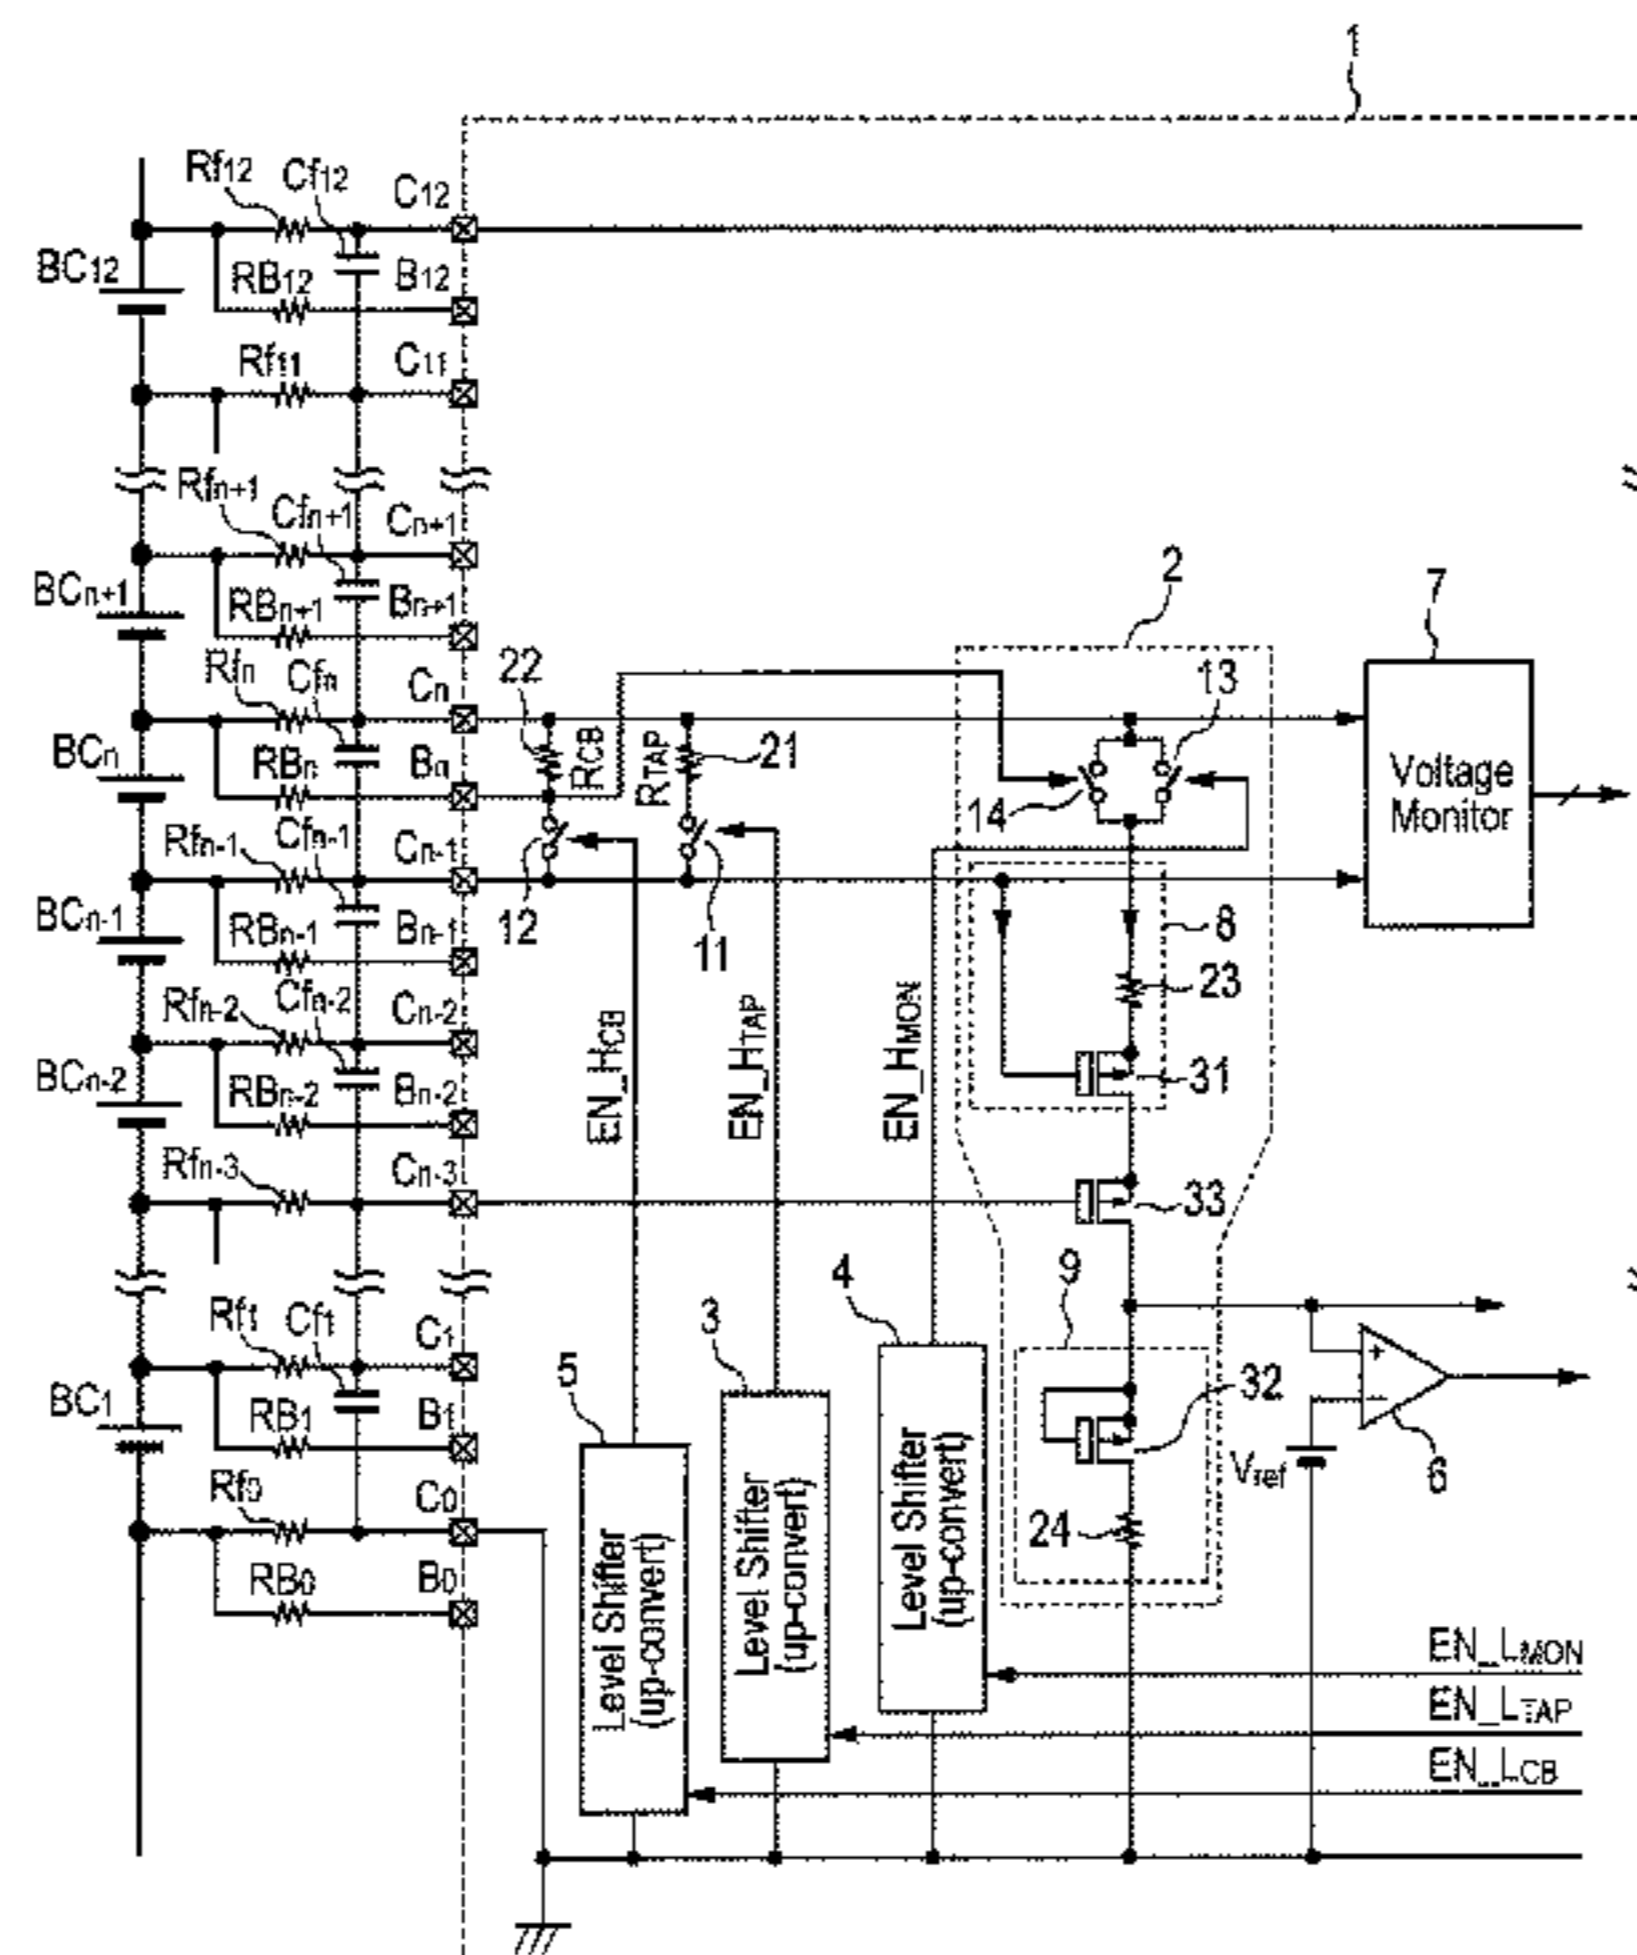 1
Rf12
Cf12
C12
BC12
RB12
B12
Rf11
C11
Rfn+1
Cfn+1
Cn+1
BCn+1
RBn+1
Bn+1
2
7
Rfn
Cfn
Cn
22
13
BCn
RBn
Bn
RCB
RTAP
21
14
Voltage
Monitor
Rfn-1
Cfn-1
Cn-1
12
11
8
BCn-1
RBn-1
Bn-1
23
Rfn-2
Cfn-2
Cn-2
EN_HCB
EN_HTAP
EN_HMON
BCn-2
RBn-2
Bn-2
31
Rfn-3
Cn-3
33
Rf1
Cf1
C1
5
3
4
9
BC1
RB1
B1
32
Vref
6
Rf0
C0
24
RB0
B0
Level Shifter
(up-convert)
Level Shifter
(up-convert)
Level Shifter
(up-convert)
EN_LMON
EN_LTAP
EN_LCB